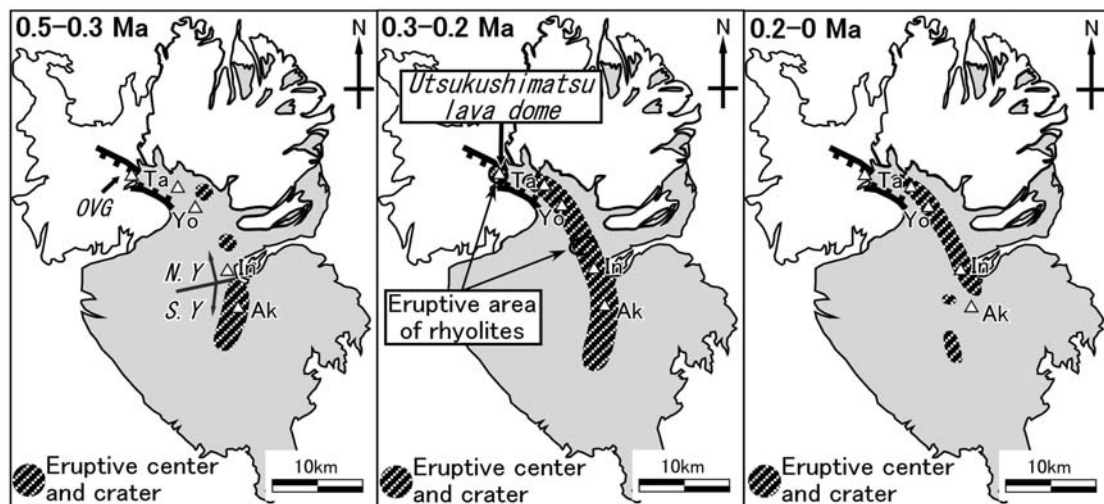 0.5–0.3 Ma
N
Ta
OVG
Yo
N.Y
In
S.Y
Ak
Eruptive center
and crater
10km
0.3–0.2 Ma
N
Utsukushimatsu
lava dome
Ta
Yo
In
Eruptive area
of rhyolites
Ak
Eruptive center
and crater
10km
0.2–0 Ma
N
Ta
Yo
In
Ak
Eruptive center
and crater
10km